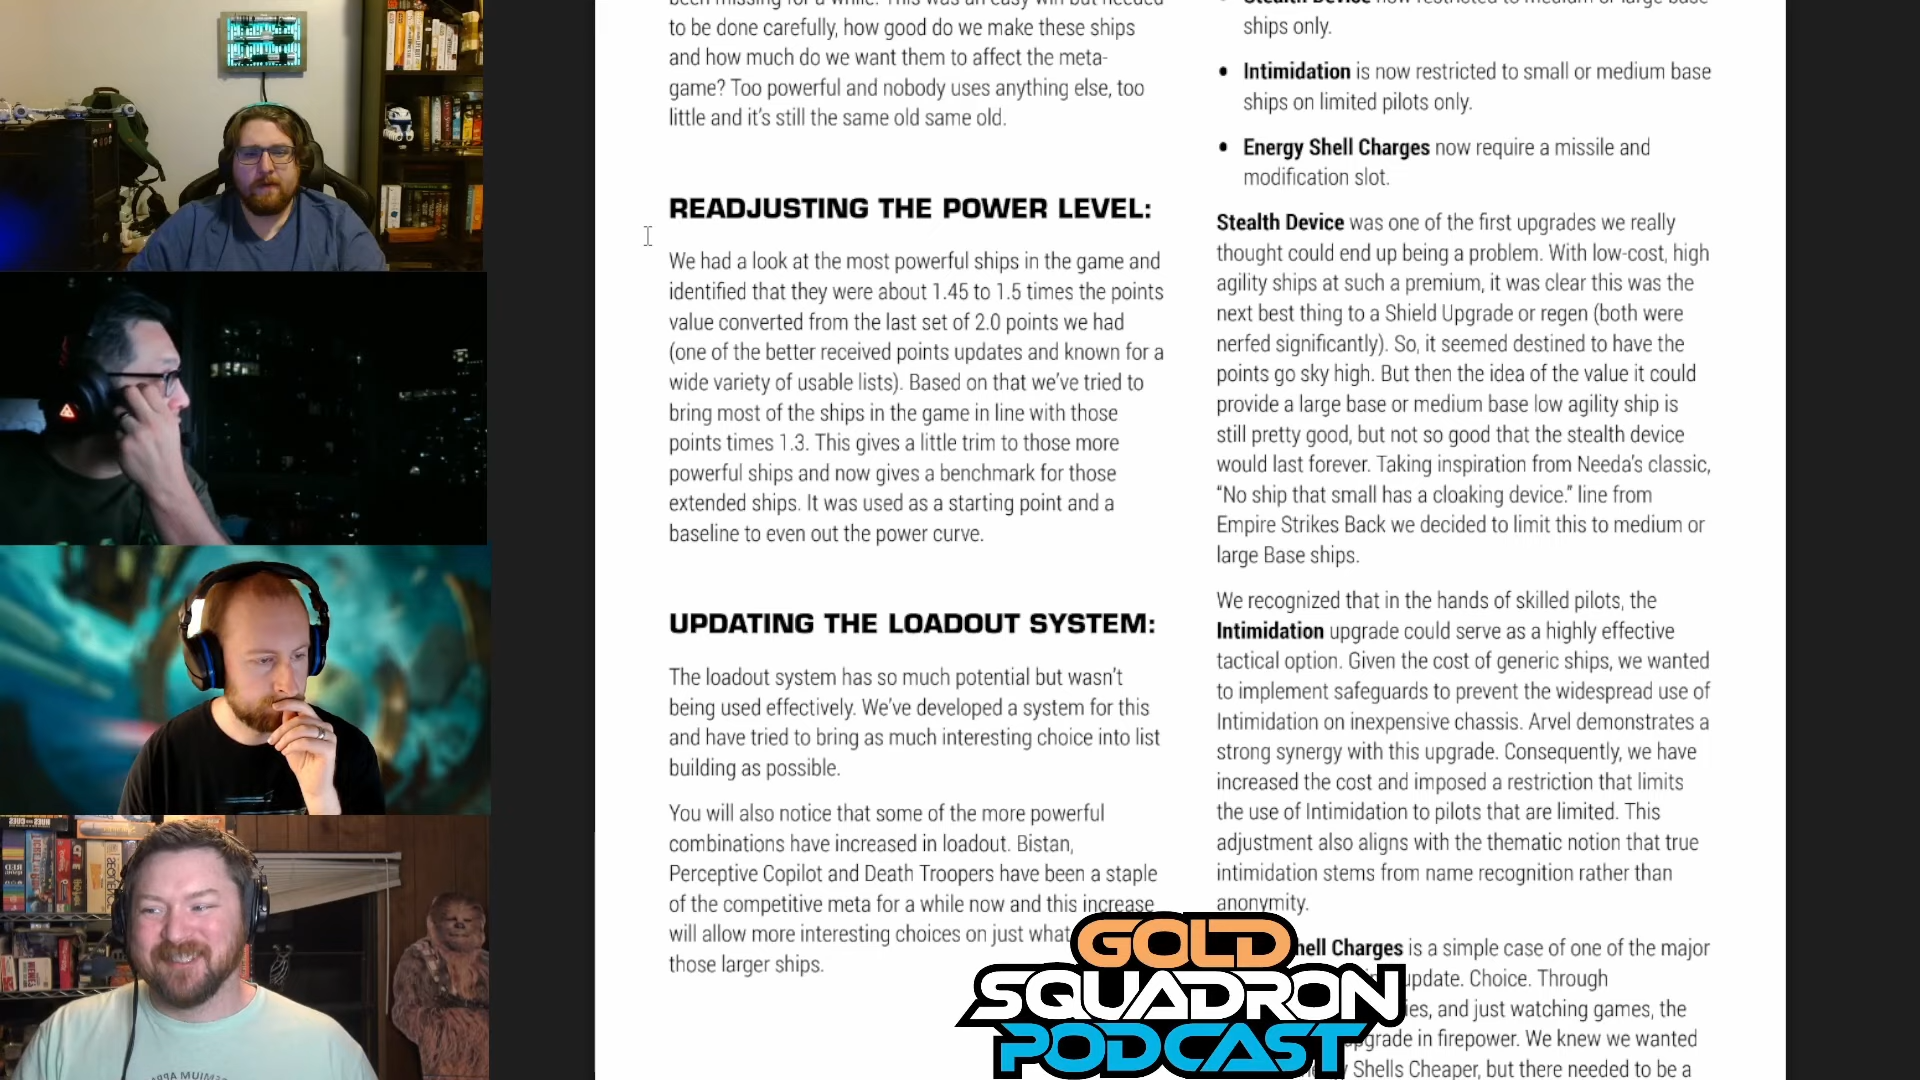 to be done carefully, how good do we make these ships
and how much do we want them to affect the meta-
game? Too powerful and nobody uses anything else, too
little and it's still the same old same old.
READJUSTING THE POWER LEVEL:
We had a look at the most powerful ships in the game and
identified that they were about 1.45 to 1.5 times the points
value converted from the last set of 2.0 points we had
(one of the better received points updates and known for a
wide variety of usable lists). Based on that we've tried to
bring most of the ships in the game in line with those
points times 1.3. This gives a little trim to those more
powerful ships and now gives a benchmark for those
extended ships. It was used as a starting point and a
baseline to even out the power curve.
UPDATING THE LOADOUT SYSTEM:
The loadout system has so much potential but wasn't
being used effectively. We've developed a system for this
and have tried to bring as much interesting choice into list
building as possible.
You will also notice that some of the more powerful
combinations have increased in loadout. Bistan,
Perceptive Copilot and Death Troopers have been a staple
of the competitive meta for a while now and this increase
will allow more interesting choices on just what
those larger ships.
ships only.
• Intimidation is now restricted to small or medium base
ships on limited pilots only.
• Energy Shell Charges now require a missile and
modification slot.
Stealth Device was one of the first upgrades we really
thought could end up being a problem. With low-cost, high
agility ships at such a premium, it was clear this was the
next best thing to a Shield Upgrade or regen (both were
nerfed significantly). So, it seemed destined to have the
points go sky high. But then the idea of the value it could
provide a large base or medium base low agility ship is
still pretty good, but not so good that the stealth device
would last forever. Taking inspiration from Needa's classic,
“No ship that small has a cloaking device.” line from
Empire Strikes Back we decided to limit this to medium or
large Base ships.
We recognized that in the hands of skilled pilots, the
Intimidation upgrade could serve as a highly effective
tactical option. Given the cost of generic ships, we wanted
to implement safeguards to prevent the widespread use of
Intimidation on inexpensive chassis. Arvel demonstrates a
strong synergy with this upgrade. Consequently, we have
increased the cost and imposed a restriction that limits
the use of Intimidation to pilots that are limited. This
adjustment also aligns with the thematic notion that true
intimidation stems from name recognition rather than
anonymity.
Charges is a simple case of one of the major
update. Choice. Through
and just watching games, the
in firepower. We knew we wanted
Shells Cheaper, but there needed to be a
GOLD
SQUADRON
PODCAST